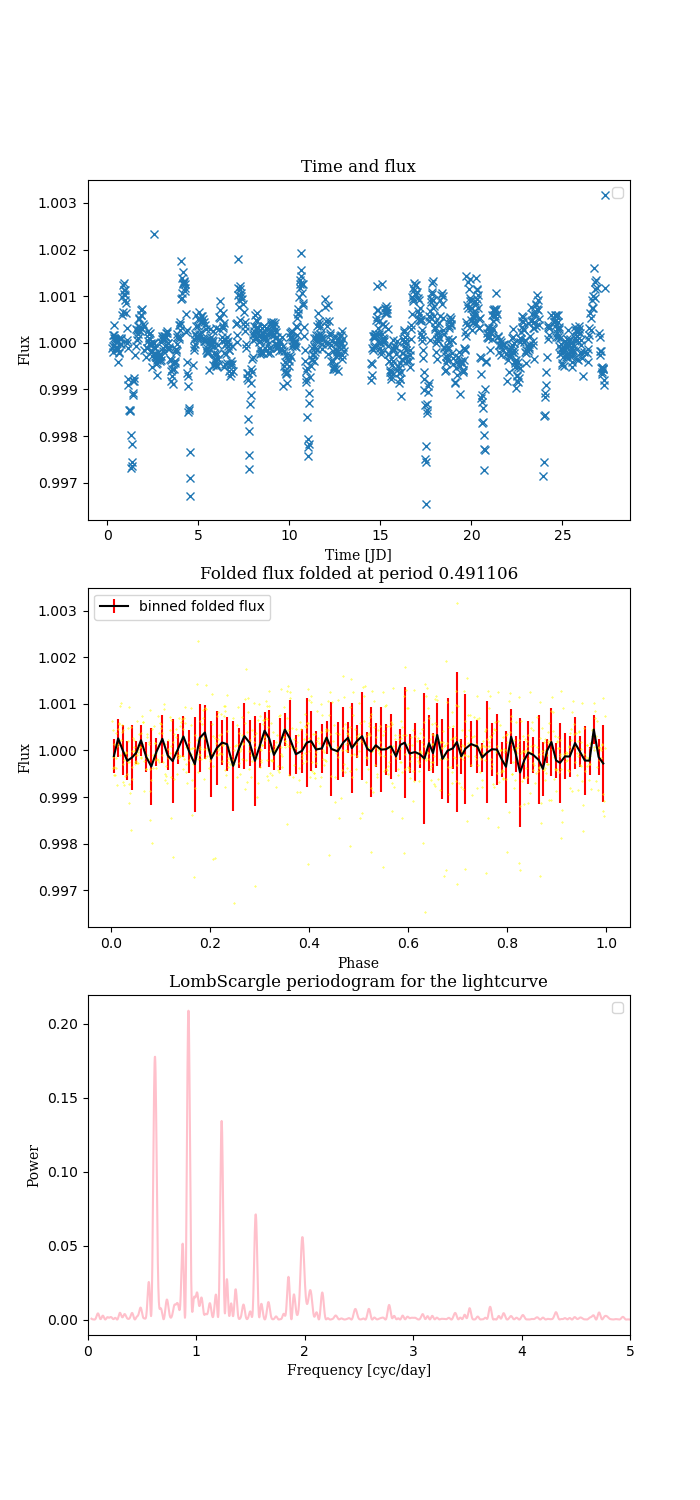 Time and flux
1.003
1.002
1.001
1.000
0.999
0.998
0.997
Flux
0 5 10 15 20 25
Time [JD]
Folded flux folded at period 0.491106
binned folded flux
1.003
1.002
1.001
1.000
0.999
0.998
0.997
Flux
0.0 0.2 0.4 0.6 0.8 1.0
Phase
LombScargle periodogram for the lightcurve
0.20
0.15
0.10
0.05
0.00
Power
0 1 2 3 4 5
Frequency [cyc/day]